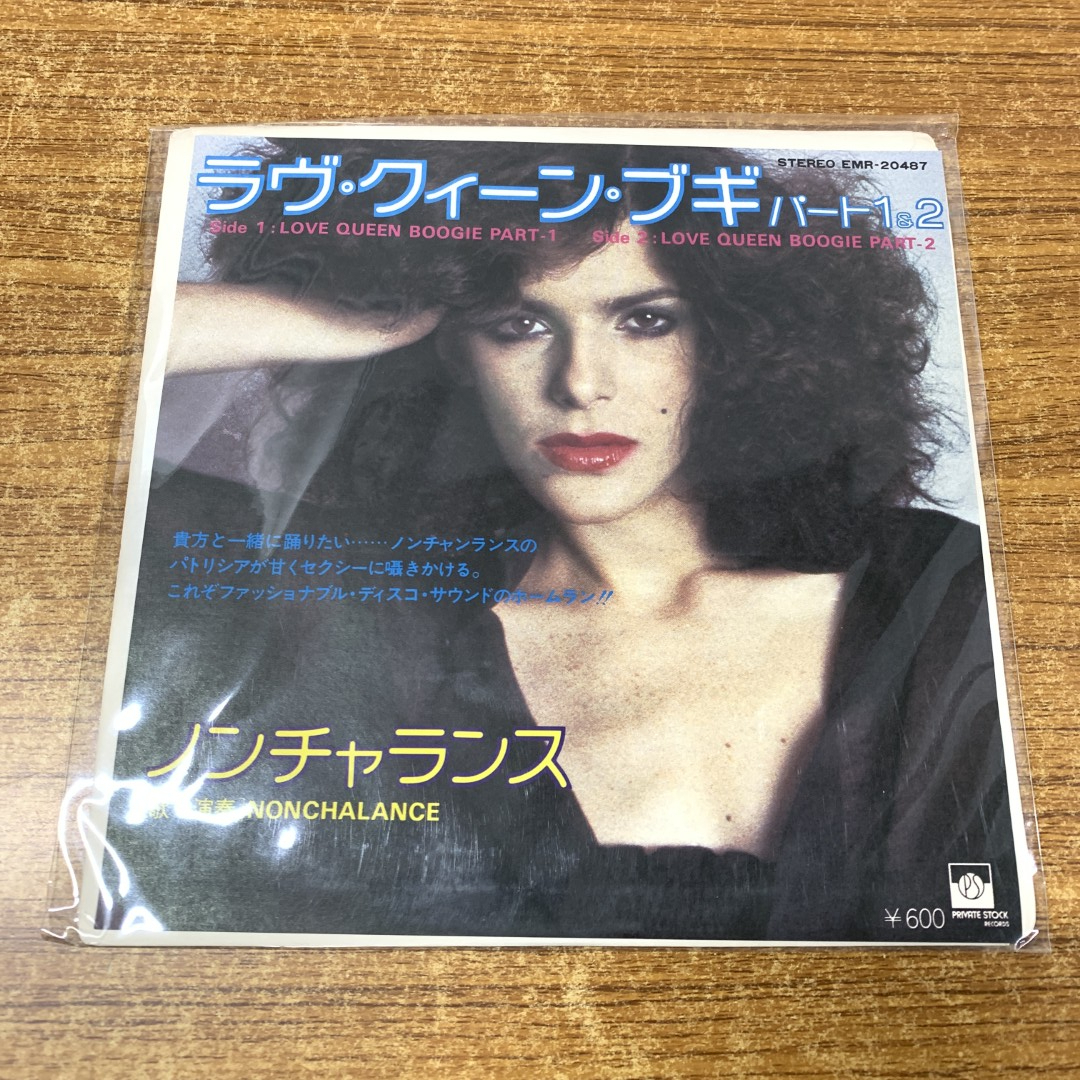 STEREO EMR-20487
ラヴ・クィーン・ブギ パート1&2
Side 1 : LOVE QUEEN BOOGIE PART-1 Side 2 : LOVE QUEEN BOOGIE PART-2
貴方と一緒に踊りたい……ノンチャンランスの
パトリシアが甘くセクシーに囁きかける。
これぞファッショナブル・ディスコ・サウンドのホームラン!!
ノンチャランス
歌 演奏 NONCHALANCE
PS
¥600
PRIVATE STOCK
RECORDS